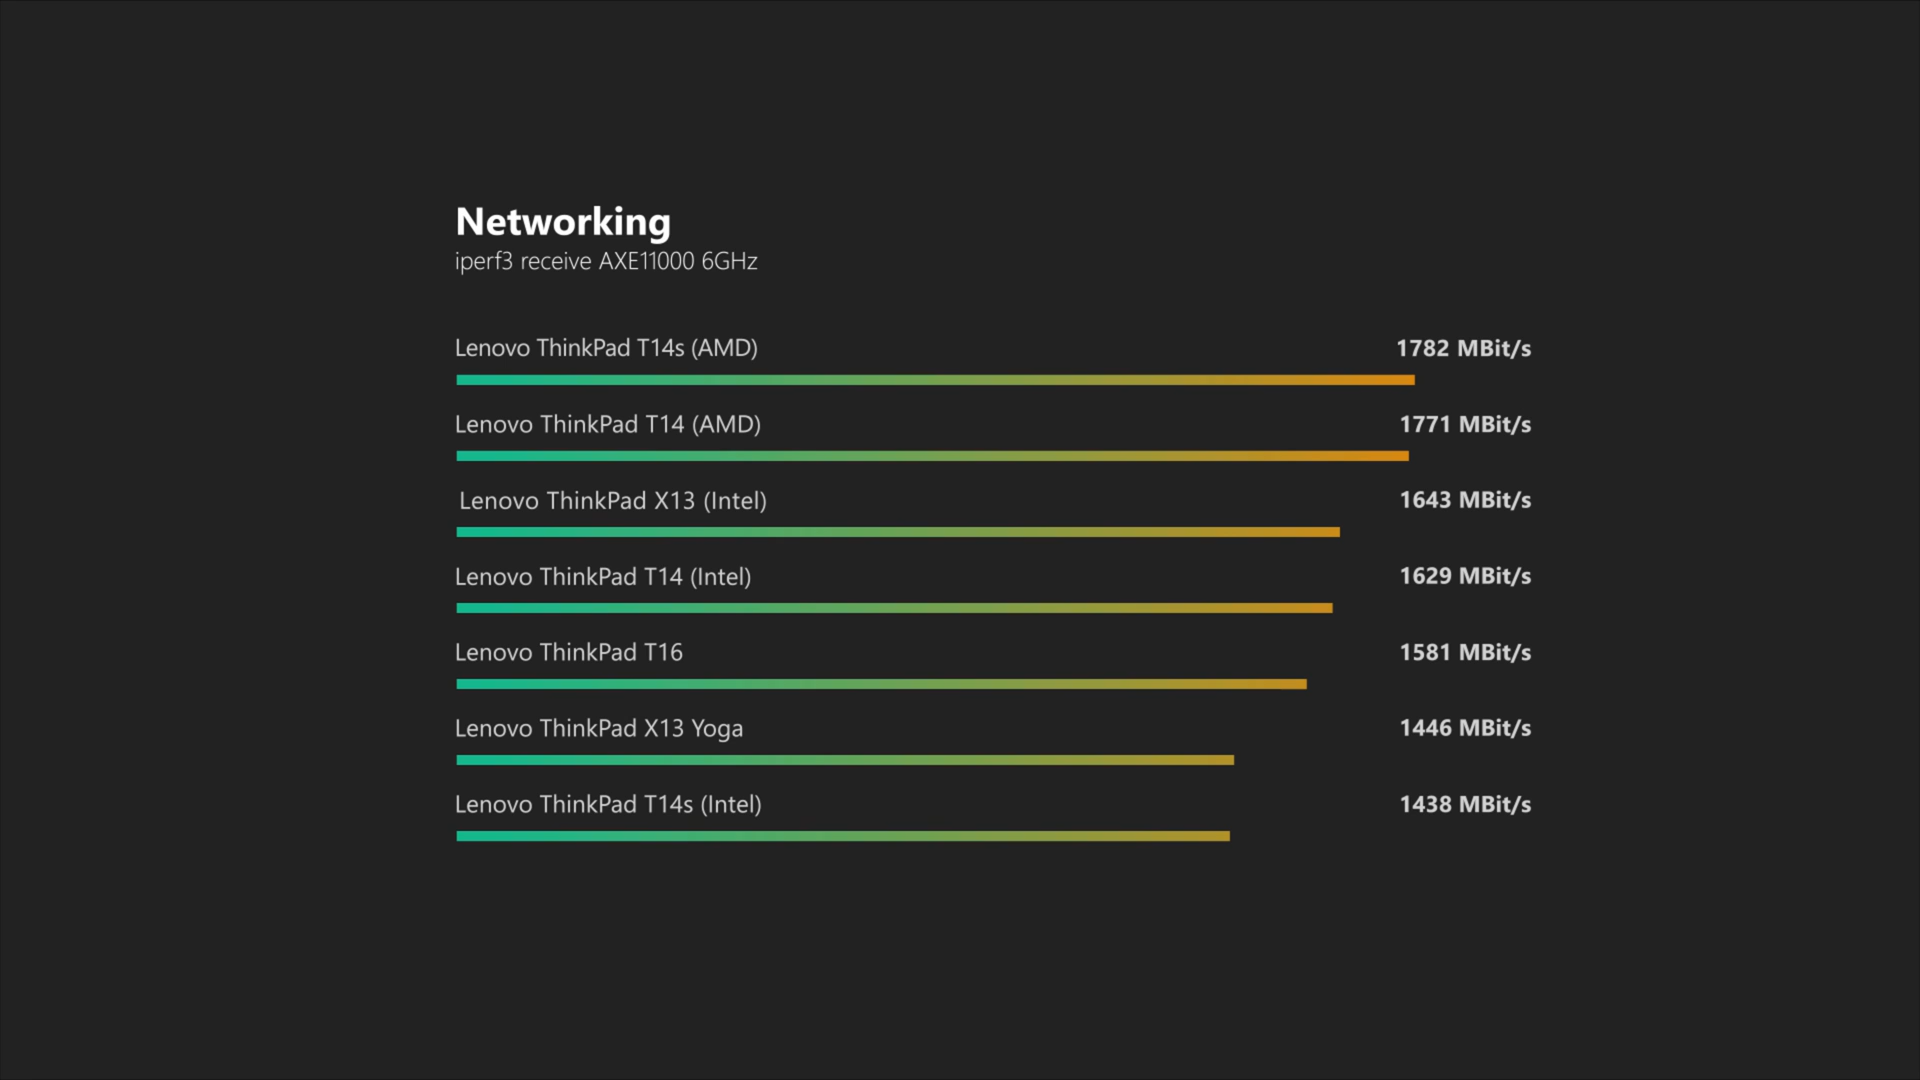 Networking
iperf3 receive AXE11000 6GHz
Lenovo ThinkPad T14s (AMD) 1782 MBit/s
Lenovo ThinkPad T14 (AMD) 1771 MBit/s
Lenovo ThinkPad X13 (Intel) 1643 MBit/s
Lenovo ThinkPad T14 (Intel) 1629 MBit/s
Lenovo ThinkPad T16 1581 MBit/s
Lenovo ThinkPad X13 Yoga 1446 MBit/s
Lenovo ThinkPad T14s (Intel) 1438 MBit/s